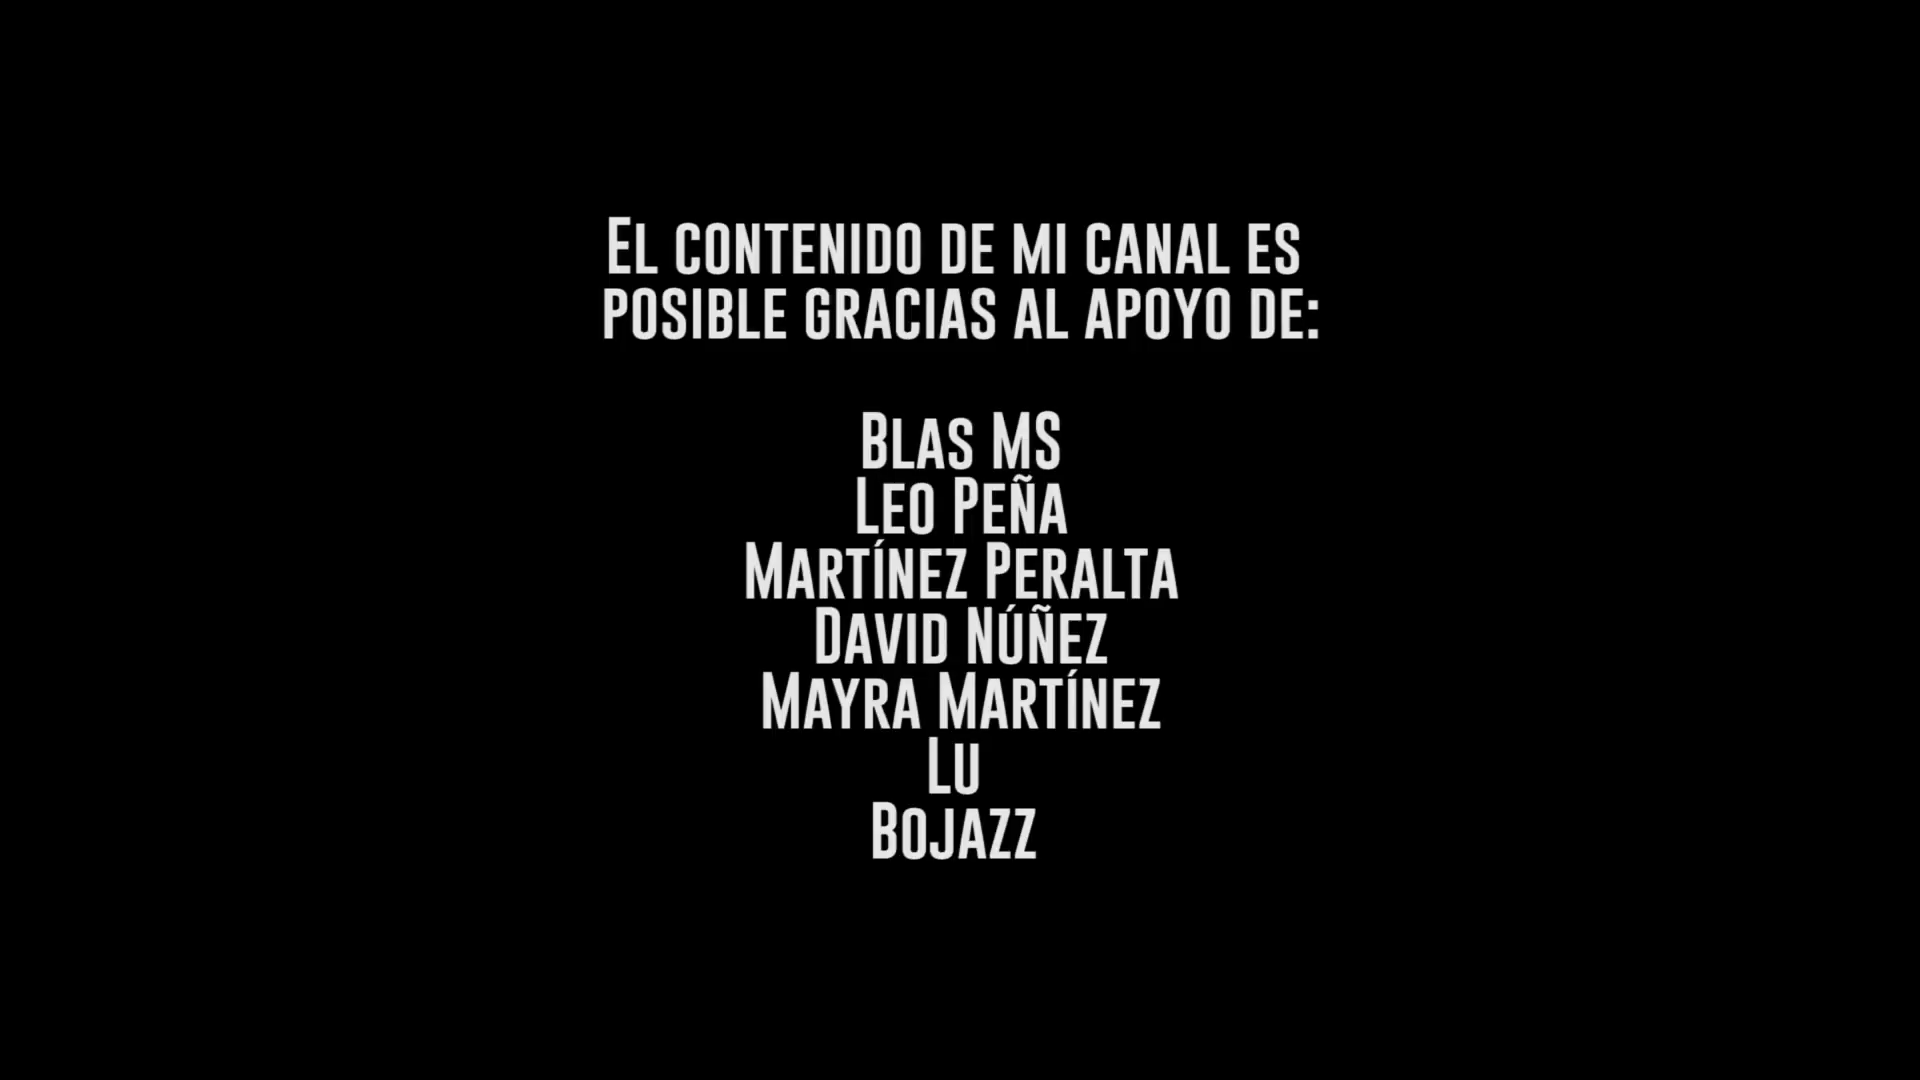 El contenido de mi canal es
posible gracias al apoyo de:
Blas MS
Leo Peña
Martínez Peralta
David Núñez
Mayra Martínez
Lu
Bojazz